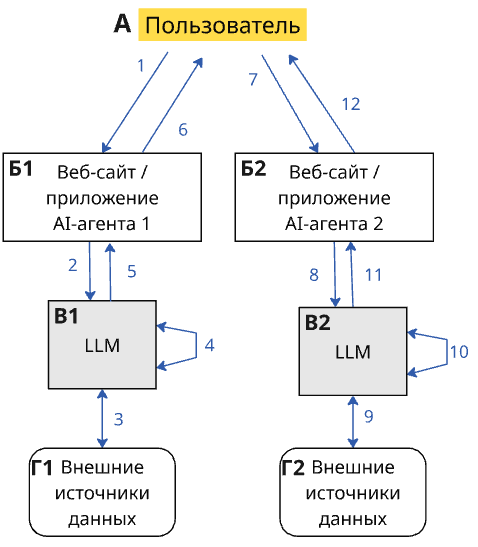 А Пользователь
1
6
7
12
Б1 Веб-сайт /
приложение
AI-агента 1
Б2 Веб-сайт /
приложение
AI-агента 2
2
5
8
11
В1
LLM
4
В2
LLM
10
3
9
Г1 Внешние
источники
данных
Г2 Внешние
источники
данных